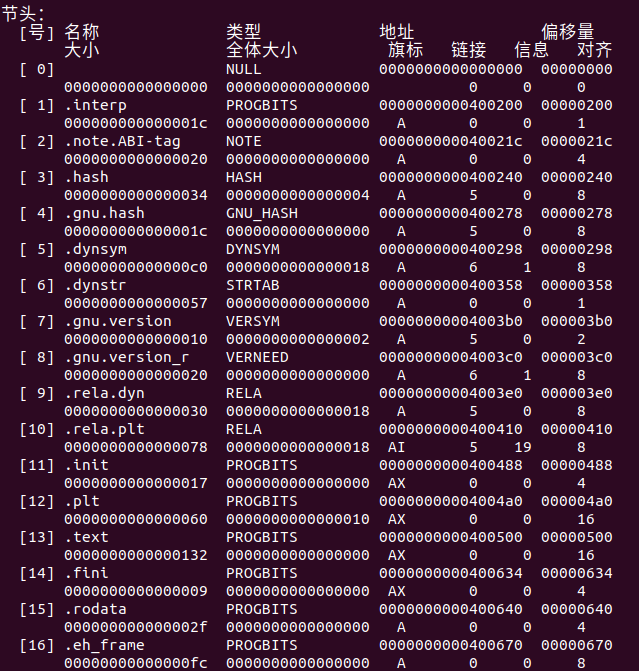 节头：
[号] 名称 类型 地址 偏移量
大小 全体大小 旗标 链接 信息 对齐
[ 0] NULL 0000000000000000 00000000
0000000000000000 0000000000000000 0 0 0
[ 1] .interp PROGBITS 0000000000400200 00000200
000000000000001c 0000000000000000 A 0 0 1
[ 2] .note.ABI-tag NOTE 000000000040021c 0000021c
0000000000000020 0000000000000000 A 0 0 4
[ 3] .hash HASH 0000000000400240 00000240
0000000000000034 0000000000000004 A 5 0 8
[ 4] .gnu.hash GNU_HASH 0000000000400278 00000278
000000000000001c 0000000000000000 A 5 0 8
[ 5] .dynsym DYNSYM 0000000000400298 00000298
00000000000000c0 0000000000000018 A 6 1 8
[ 6] .dynstr STRTAB 0000000000400358 00000358
0000000000000057 0000000000000000 A 0 0 1
[ 7] .gnu.version VERSYM 00000000004003b0 000003b0
0000000000000010 0000000000000002 A 5 0 2
[ 8] .gnu.version_r VERNEED 00000000004003c0 000003c0
0000000000000020 0000000000000000 A 6 1 8
[ 9] .rela.dyn RELA 00000000004003e0 000003e0
0000000000000030 0000000000000018 A 5 0 8
[10] .rela.plt RELA 0000000000400410 00000410
0000000000000078 0000000000000018 AI 5 19 8
[11] .init PROGBITS 0000000000400488 00000488
0000000000000017 0000000000000000 AX 0 0 4
[12] .plt PROGBITS 00000000004004a0 000004a0
0000000000000060 0000000000000010 AX 0 0 16
[13] .text PROGBITS 0000000000400500 00000500
0000000000000132 0000000000000000 AX 0 0 16
[14] .fini PROGBITS 0000000000400634 00000634
0000000000000009 0000000000000000 AX 0 0 4
[15] .rodata PROGBITS 0000000000400640 00000640
000000000000002f 0000000000000000 A 0 0 4
[16] .eh_frame PROGBITS 0000000000400670 00000670
00000000000000fc 0000000000000000 A 0 0 8